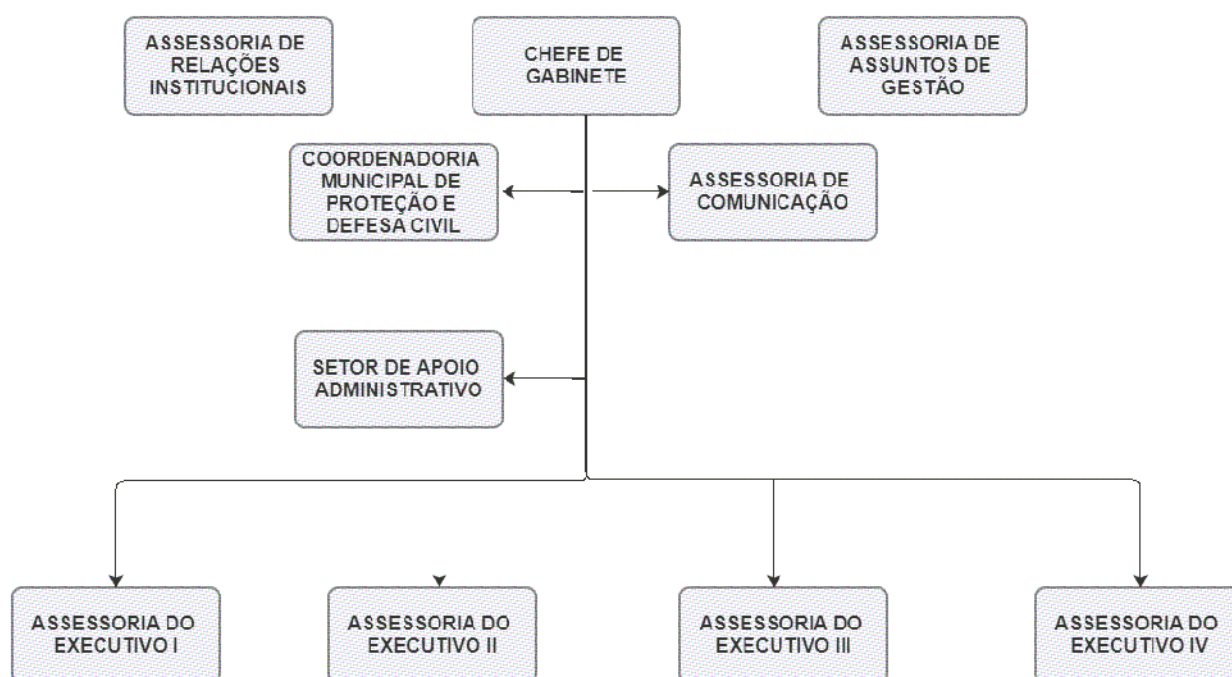 ASSESSORIA DE
RELAÇÕES
INSTITUCIONAIS
CHEFE DE
GABINETE
ASSESSORIA DE
ASSUNTOS DE
GESTÃO
COORDENADORIA
MUNICIPAL DE
PROTEÇÃO E
DEFESA CIVIL
ASSESSORIA DE
COMUNICAÇÃO
SETOR DE APOIO
ADMINISTRATIVO
ASSESSORIA DO
EXECUTIVO I
ASSESSORIA DO
EXECUTIVO II
ASSESSORIA DO
EXECUTIVO III
ASSESSORIA DO
EXECUTIVO IV